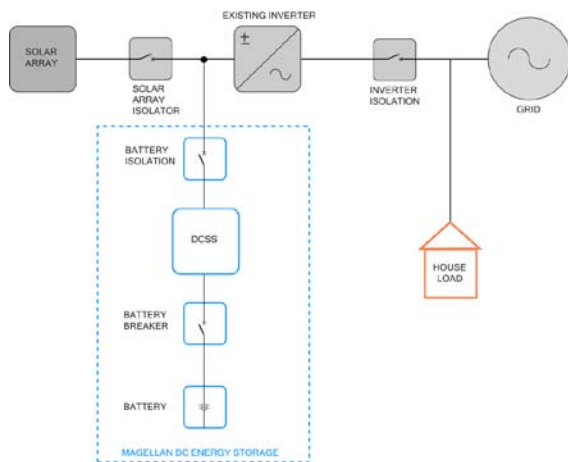 EXISTING INVERTER
SOLAR
ARRAY
SOLAR
ARRAY
ISOLATOR
INVERTER
ISOLATION
GRID
BATTERY
ISOLATION
DCSS
HOUSE
LOAD
BATTERY
BREAKER
BATTERY
MAGELLAN DC ENERGY STORAGE